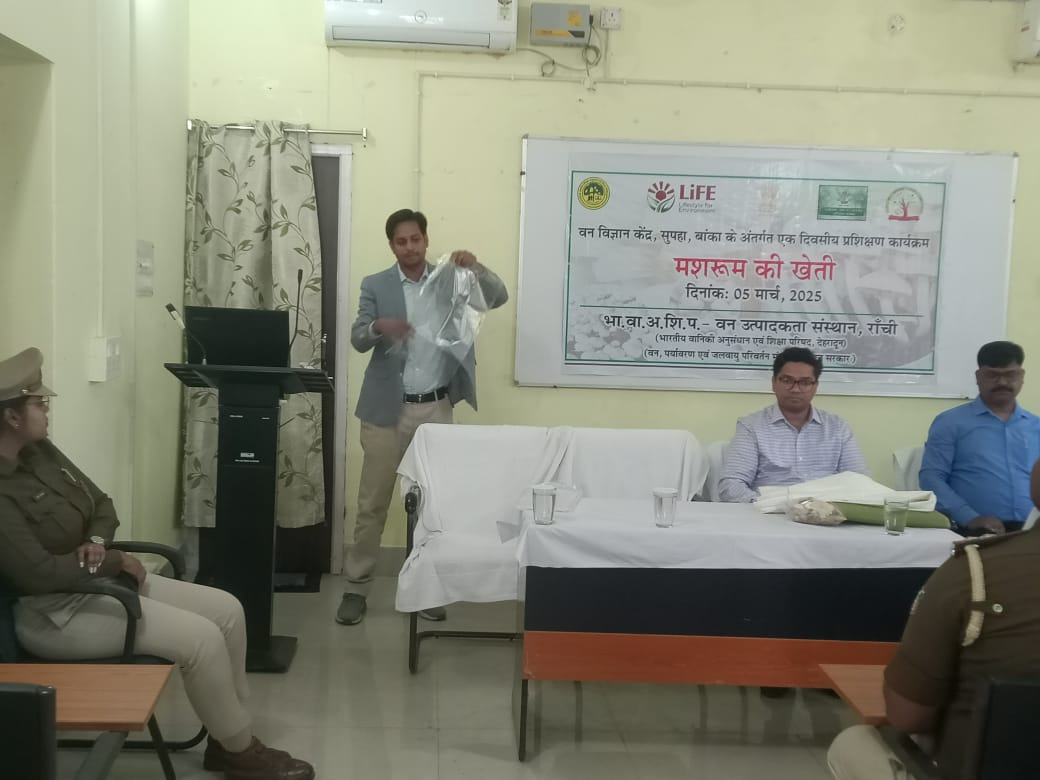 LiFE
Lifestyle for
Environment
वन विज्ञान केंद्र, सुपहा, बांका के अंतर्गत एक दिवसीय प्रशिक्षण कार्यक्रम
मशरूम की खेती
दिनांक: 05 मार्च, 2025
भा.वा.अ.शि.प.- वन उत्पादकता संस्थान, राँची
(भारतीय वानिकी अनुसंधान एवं शिक्षा परिषद, देहरादून)
(वन, पर्यावरण एवं जलवायु परिवर्तन सरकार)